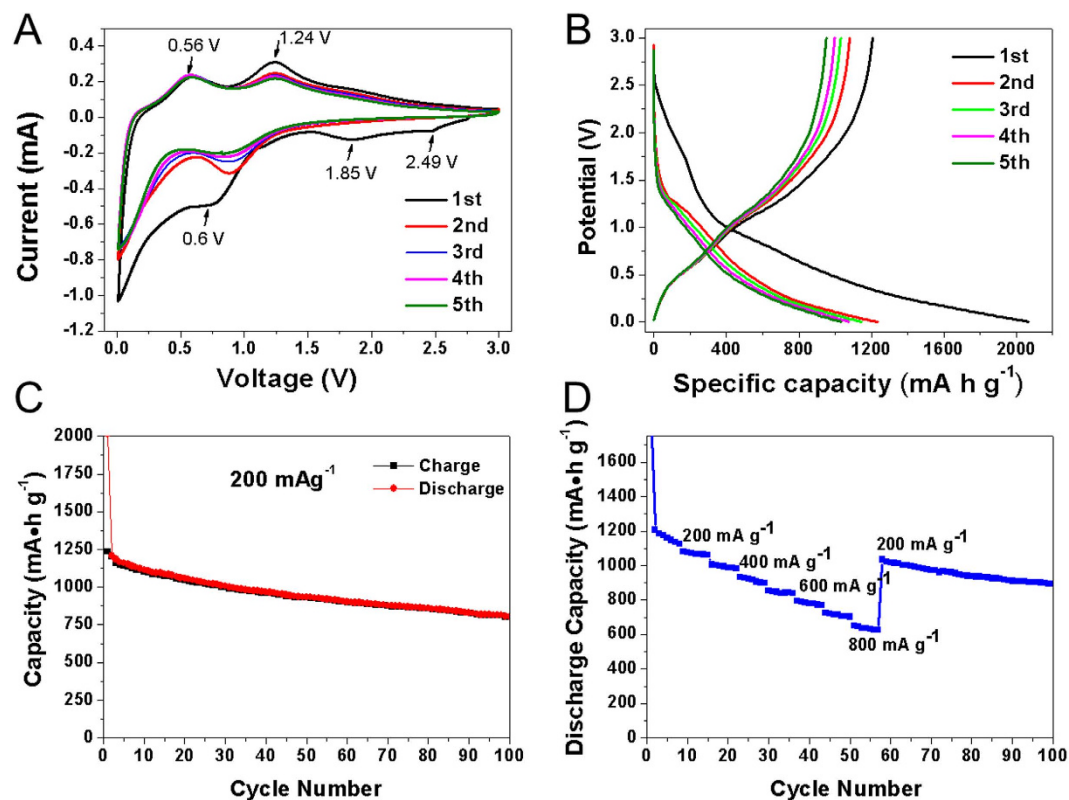 A
0.56 V
1.24 V
2.49 V
1.85 V
0.6 V
1st
2nd
3rd
4th
5th
0.4
0.2
0.0
-0.2
-0.4
-0.6
-0.8
-1.0
-1.2
0.0 0.5 1.0 1.5 2.0 2.5 3.0
Current (mA)
Voltage (V)
B
1st
2nd
3rd
4th
5th
3.0
2.5
2.0
1.5
1.0
0.5
0.0
0 400 800 1200 1600 2000
Potential (V)
Specific capacity (mA h g⁻¹)
C
200 mAg⁻¹
Charge
Discharge
2000
1750
1500
1250
1000
750
500
250
0
0 10 20 30 40 50 60 70 80 90 100
Capacity (mA•h g⁻¹)
Cycle Number
D
200 mA g⁻¹
400 mA g⁻¹
600 mA g⁻¹
800 mA g⁻¹
200 mA g⁻¹
1600
1400
1200
1000
800
600
400
200
0
0 10 20 30 40 50 60 70 80 90 100
Discharge Capacity (mA•h g⁻¹)
Cycle Number